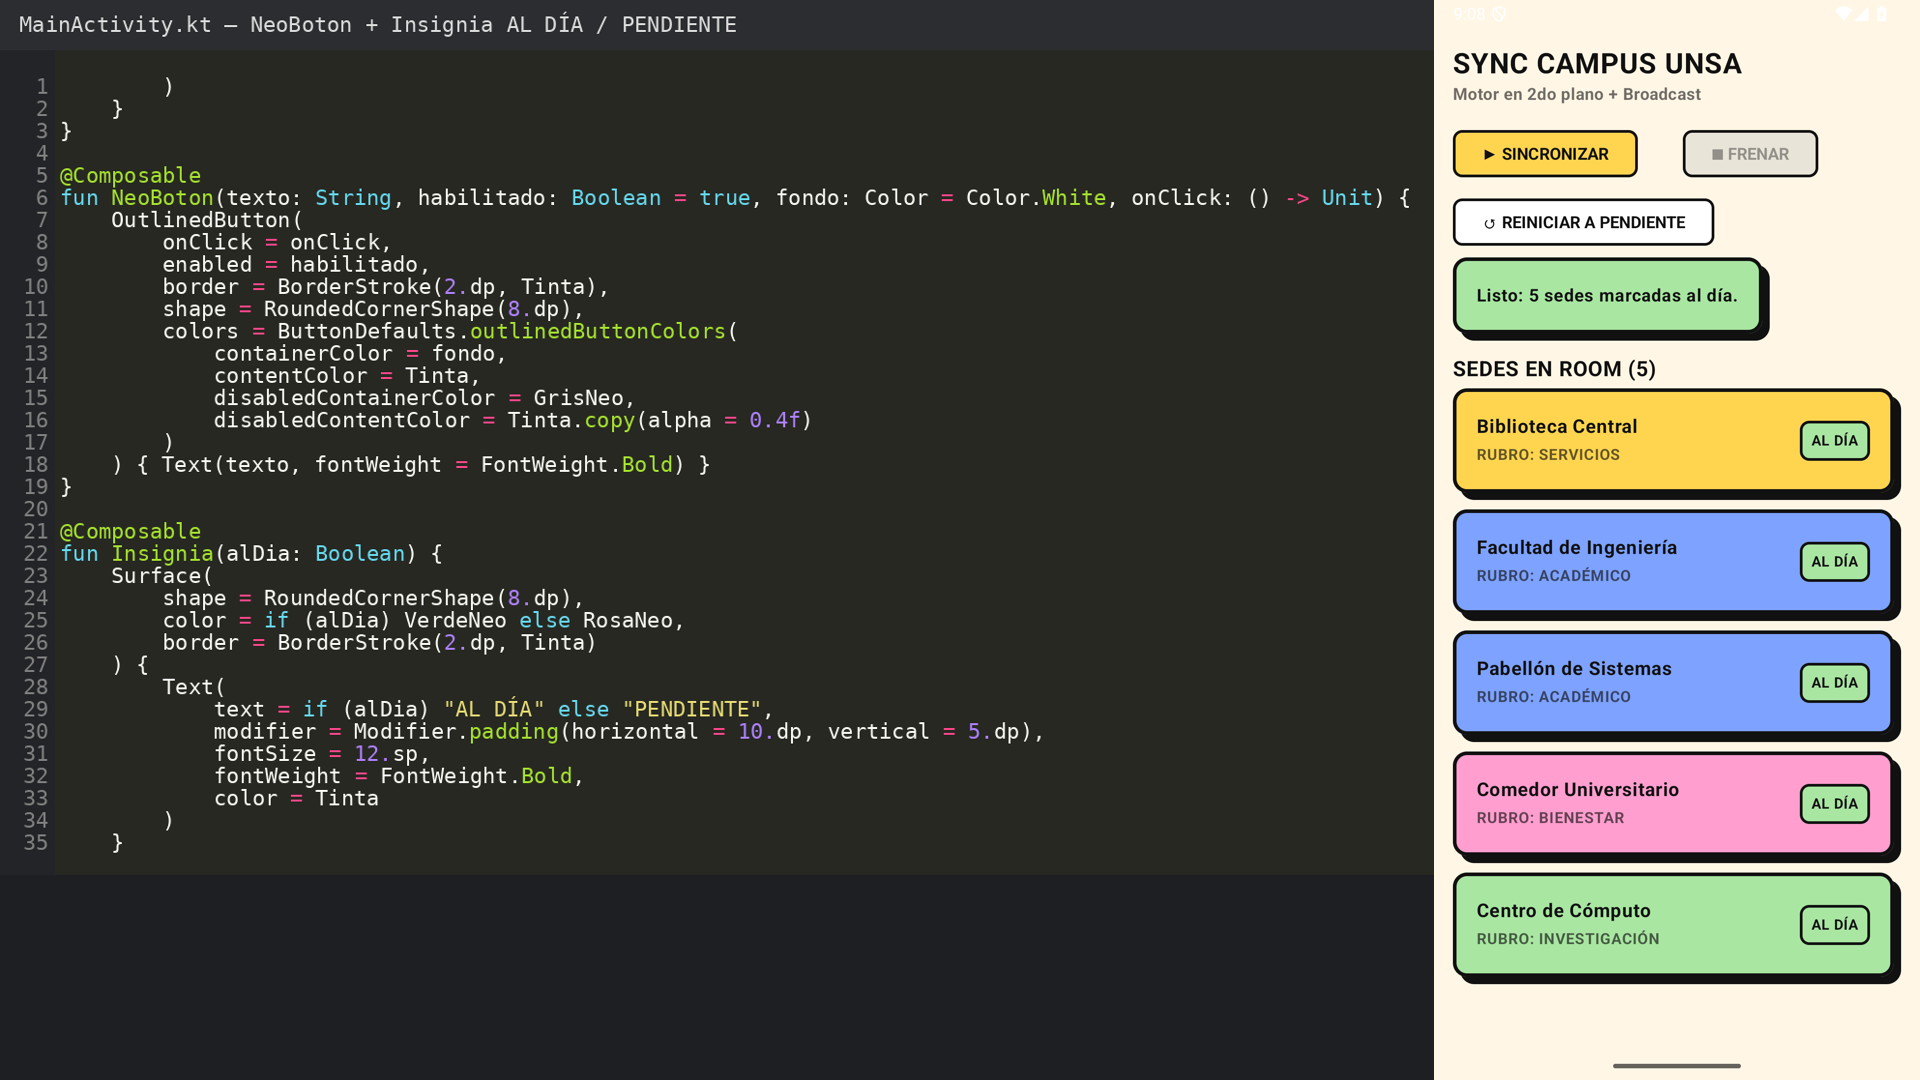 MainActivity.kt — NeoBoton + Insignia AL DÍA / PENDIENTE
1         )
2     }
3 }
4
5 @Composable
6 fun NeoBoton(texto: String, habilitado: Boolean = true, fondo: Color = Color.White, onClick: () -> Unit) {
7     OutlinedButton(
8         onClick = onClick,
9         enabled = habilitado,
10         border = BorderStroke(2.dp, Tinta),
11         shape = RoundedCornerShape(8.dp),
12         colors = ButtonDefaults.outlinedButtonColors(
13             containerColor = fondo,
14             contentColor = Tinta,
15             disabledContainerColor = GrisNeo,
16             disabledContentColor = Tinta.copy(alpha = 0.4f)
17         )
18     ) { Text(texto, fontWeight = FontWeight.Bold) }
19 }
20
21 @Composable
22 fun Insignia(alDia: Boolean) {
23     Surface(
24         shape = RoundedCornerShape(8.dp),
25         color = if (alDia) VerdeNeo else RosaNeo,
26         border = BorderStroke(2.dp, Tinta)
27     ) {
28         Text(
29             text = if (alDia) "AL DÍA" else "PENDIENTE",
30             modifier = Modifier.padding(horizontal = 10.dp, vertical = 5.dp),
31             fontSize = 12.sp,
32             fontWeight = FontWeight.Bold,
33             color = Tinta
34         )
35     }
9:08
SYNC CAMPUS UNSA
Motor en 2do plano + Broadcast
▶ SINCRONIZAR
■ FRENAR
↺ REINICIAR A PENDIENTE
Listo: 5 sedes marcadas al día.
SEDES EN ROOM (5)
Biblioteca Central
RUBRO: SERVICIOS
AL DÍA
Facultad de Ingeniería
RUBRO: ACADÉMICO
AL DÍA
Pabellón de Sistemas
RUBRO: ACADÉMICO
AL DÍA
Comedor Universitario
RUBRO: BIENESTAR
AL DÍA
Centro de Cómputo
RUBRO: INVESTIGACIÓN
AL DÍA